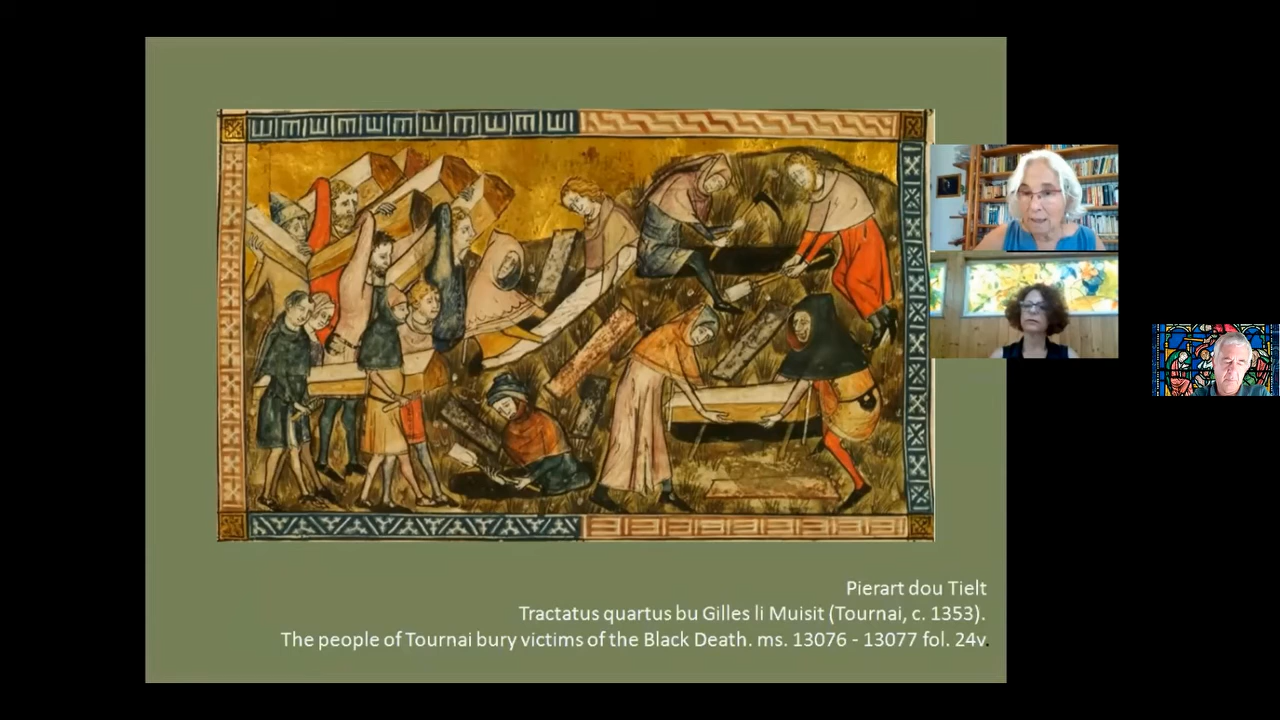 Pierart dou Tielt
Tractatus quartus bu Gilles li Muisit (Tournai, c. 1353).
The people of Tournai bury victims of the Black Death. ms. 13076 - 13077 fol. 24v.